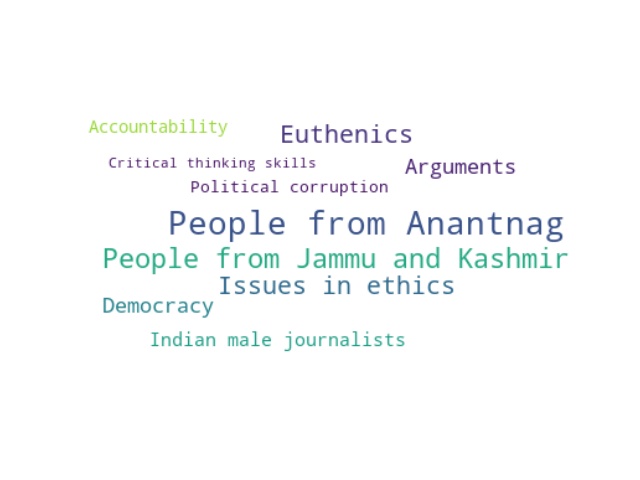 Accountability
Euthenics
Critical thinking skills
Arguments
Political corruption
People from Anantnag
People from Jammu and Kashmir
Issues in ethics
Democracy
Indian male journalists